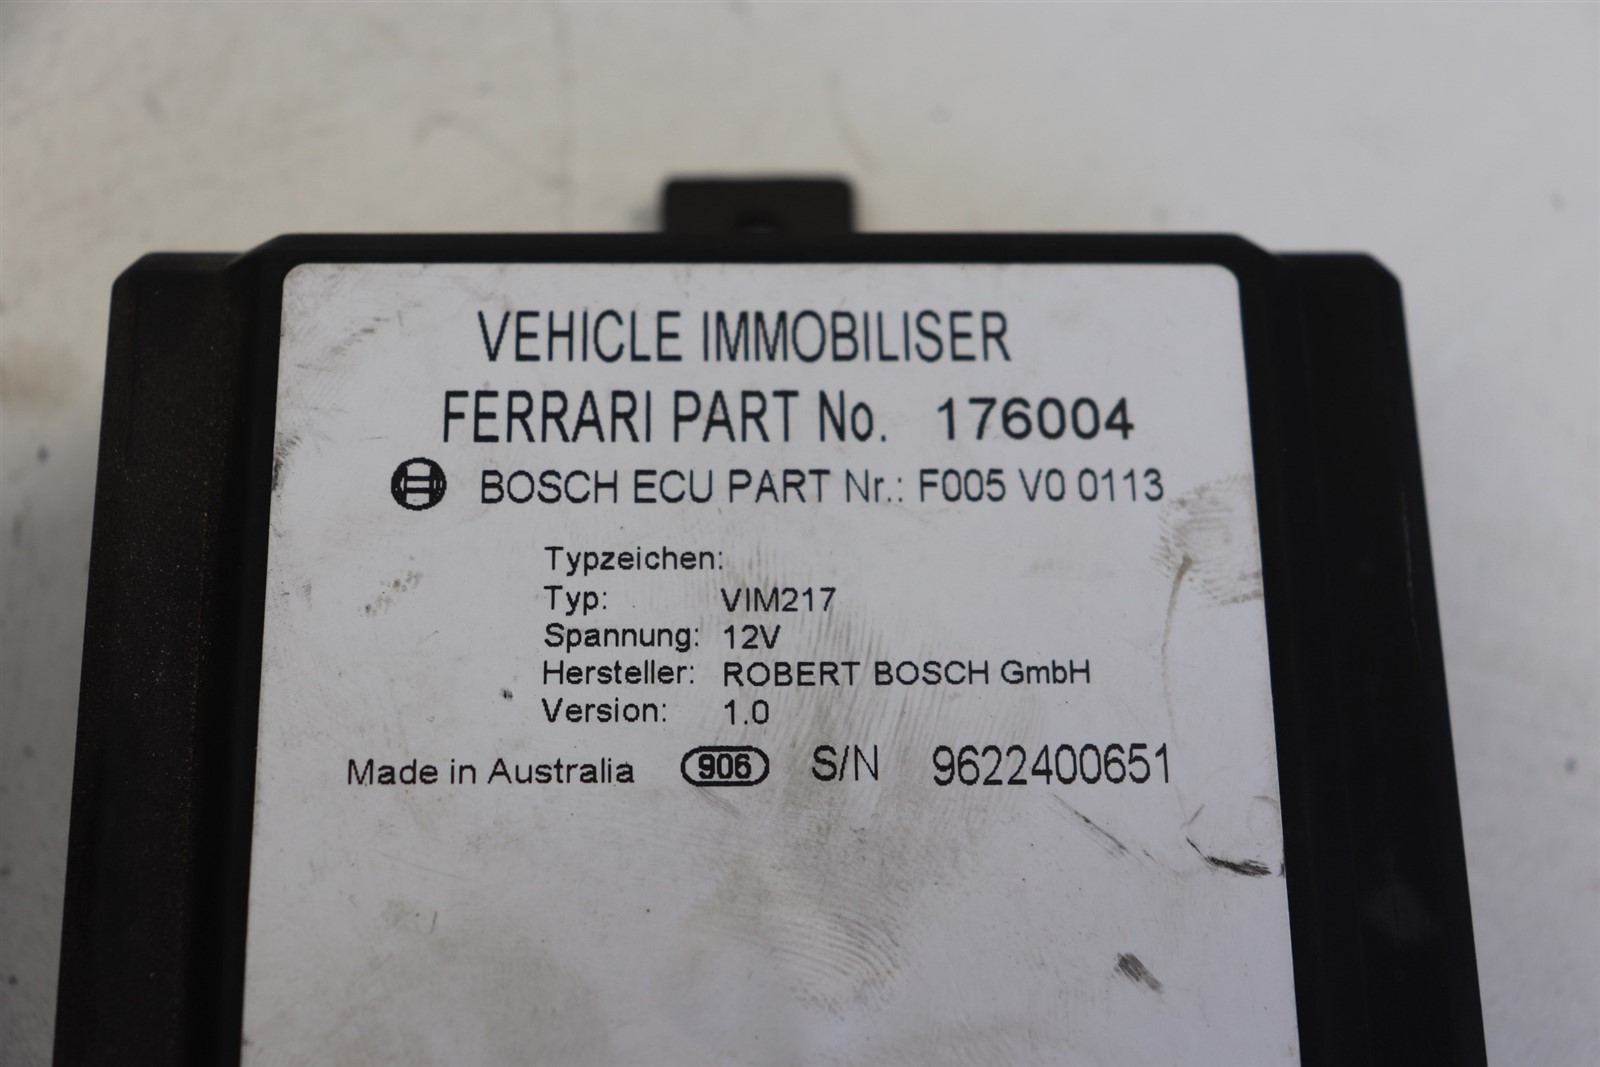 VEHICLE IMMOBILISER
FERRARI PART No. 176004
BOSCH ECU PART Nr.: F005 V0 0113
Typzeichen:
Typ: VIM217
Spannung: 12V
Hersteller: ROBERT BOSCH GmbH
Version: 1.0
Made in Australia 906 S/N 9622400651